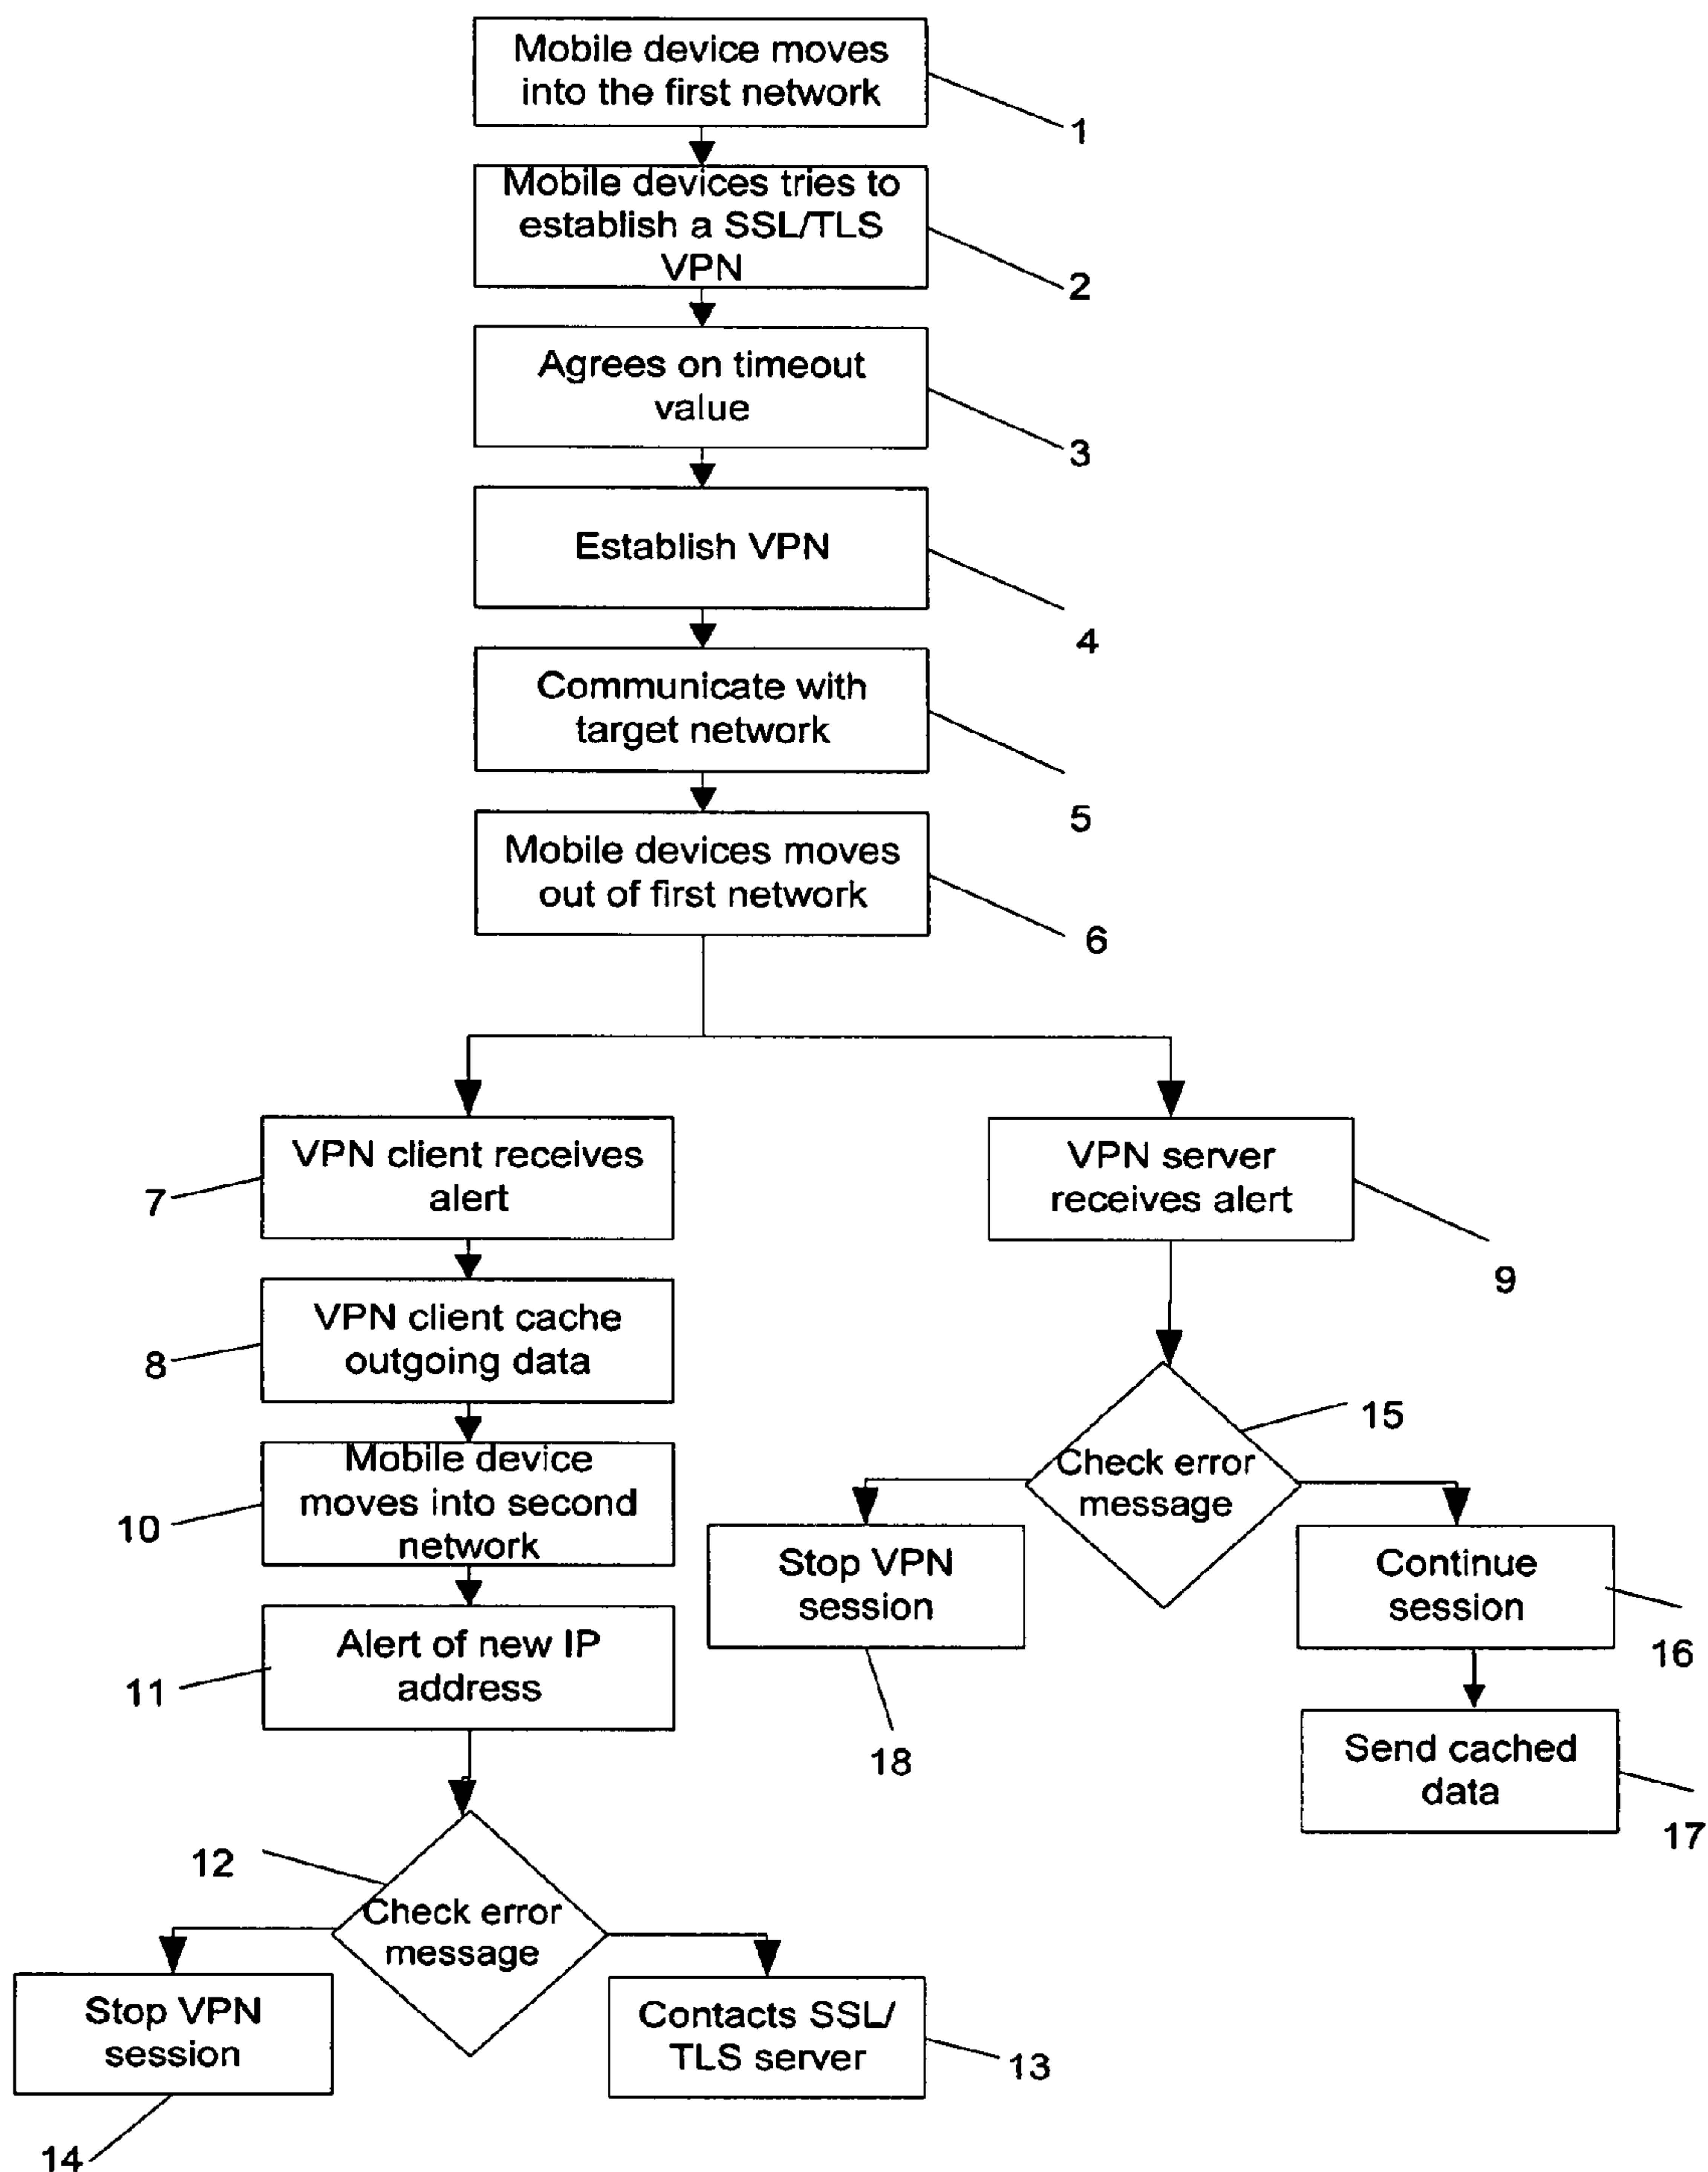 Mobile device moves
into the first network
1
Mobile devices tries to
establish a SSL/TLS
VPN
2
Agrees on timeout
value
3
Establish VPN
4
Communicate with
target network
5
Mobile devices moves
out of first network
6
VPN client receives
alert
7
VPN server
receives alert
9
VPN client cache
outgoing data
8
15
Check error
message
Mobile device
moves into second
network
10
Stop VPN
session
18
Continue
session
16
Alert of new IP
address
11
Send cached
data
17
12
Check error
message
Stop VPN
session
14
Contacts SSL/
TLS server
13